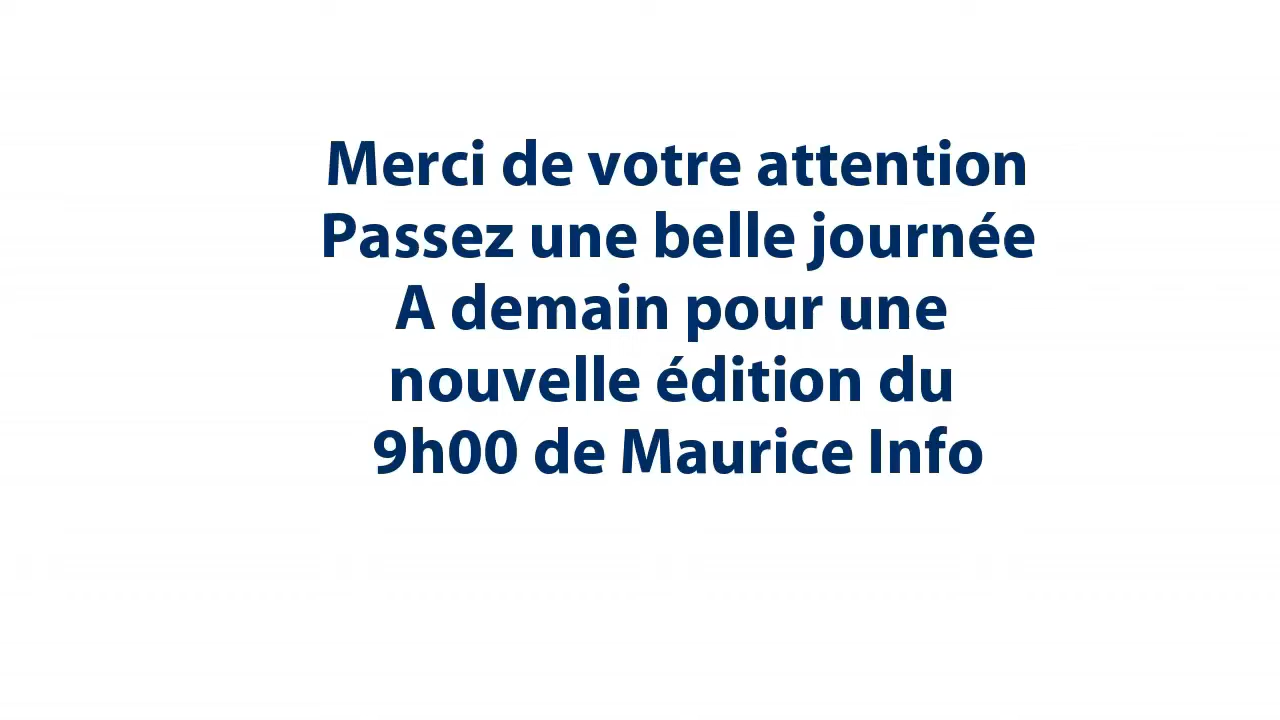 Merci de votre attention
Passez une belle journée
A demain pour une
nouvelle édition du
9h00 de Maurice Info